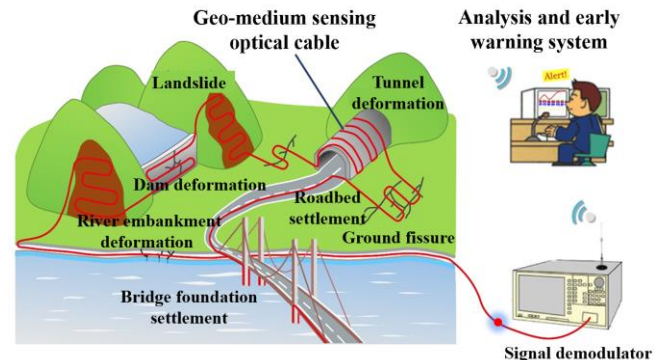 Geo-medium sensing
optical cable
Analysis and early
warning system
Alert!
Landslide
Tunnel
deformation
Dam deformation
Roadbed
settlement
River embankment
deformation
Ground fissure
Bridge foundation
settlement
Signal demodulator